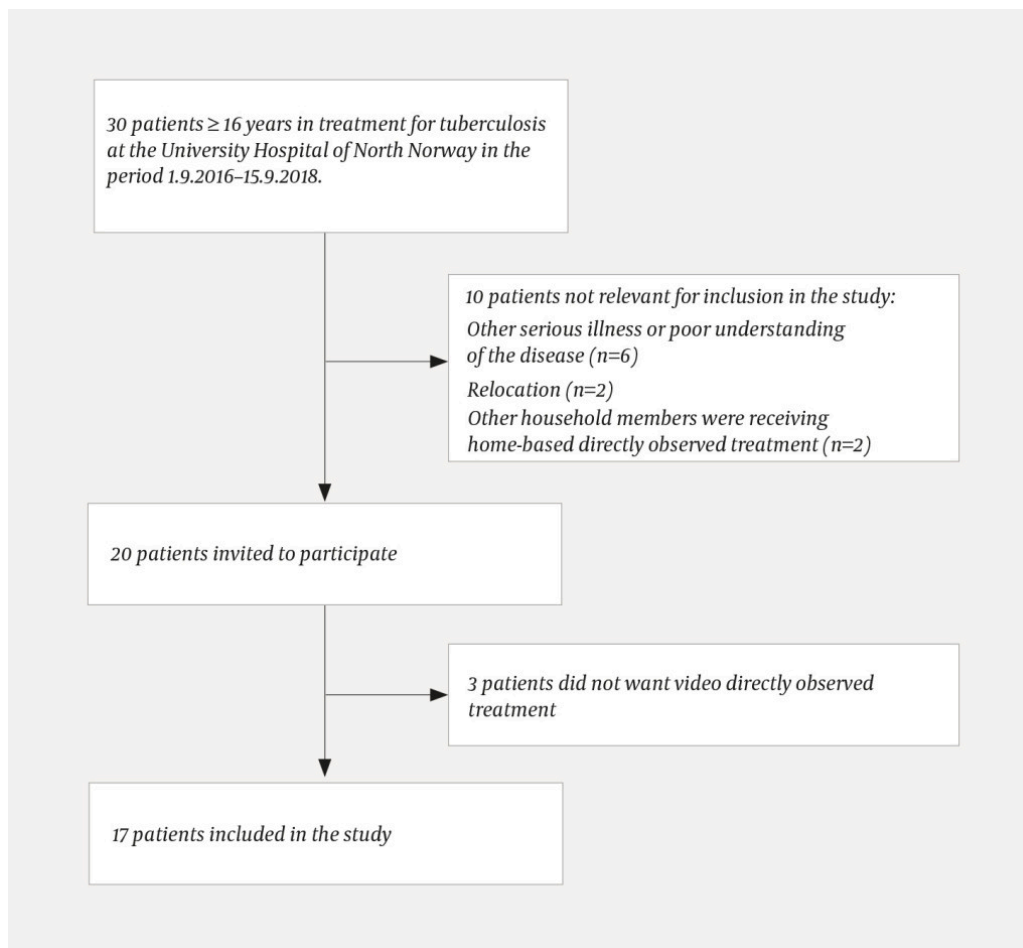 30 patients ≥ 16 years in treatment for tuberculosis
at the University Hospital of North Norway in the
period 1.9.2016–15.9.2018.
10 patients not relevant for inclusion in the study:
Other serious illness or poor understanding
of the disease (n=6)
Relocation (n=2)
Other household members were receiving
home-based directly observed treatment (n=2)
20 patients invited to participate
3 patients did not want video directly observed
treatment
17 patients included in the study